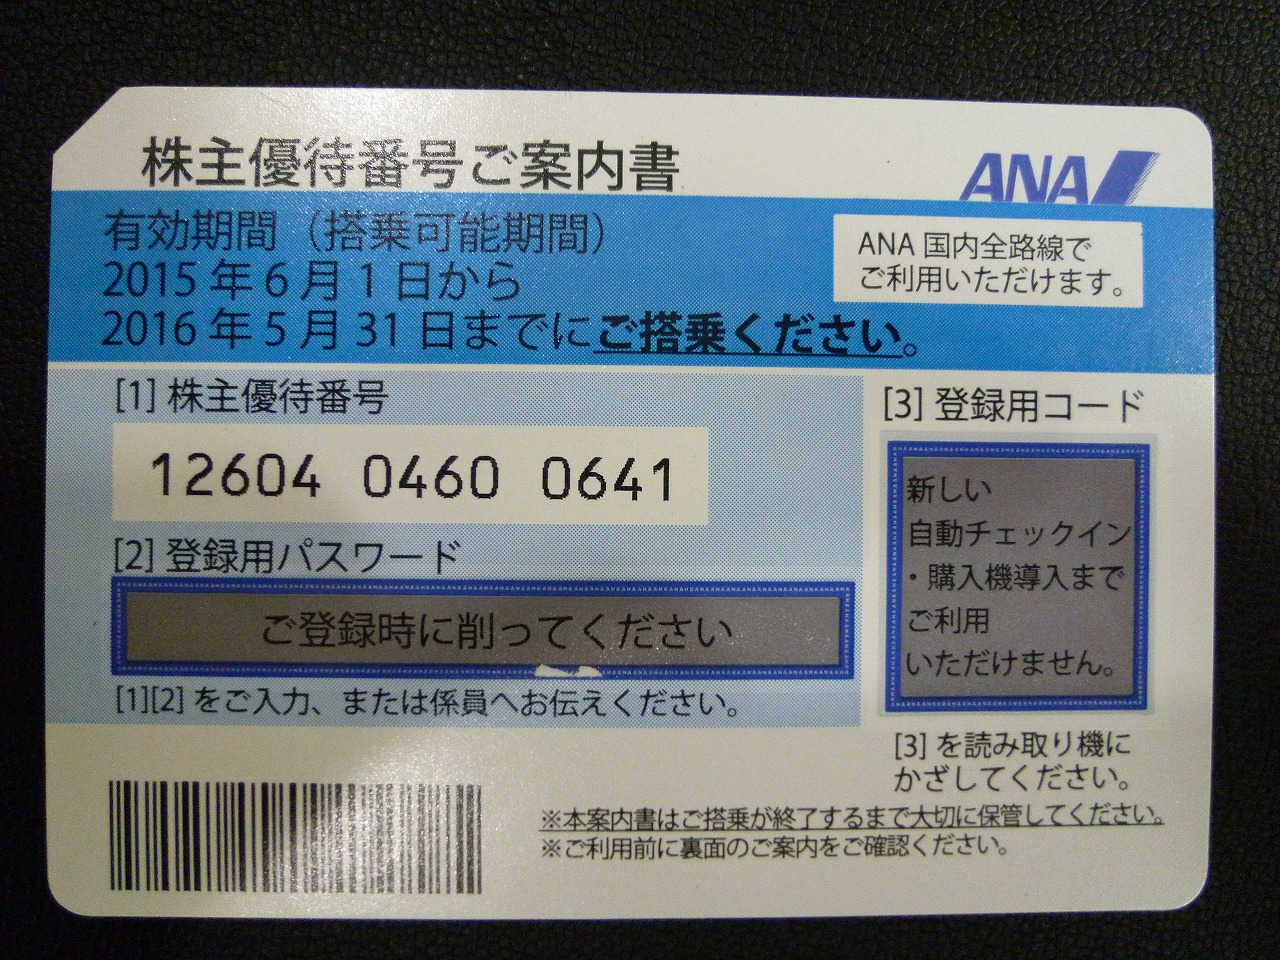 株主優待番号ご案内書
ANA
有効期間（搭乗可能期間）
2015年6月1日から
2016年5月31日までにご搭乗ください。
ANA国内全路線で
ご利用いただけます。
[1] 株主優待番号
12604 0460 0641
[2] 登録用パスワード
ご登録時に削ってください
[1][2] をご入力、または係員へお伝えください。
[3] 登録用コード
新しい
自動チェックイン
・購入機導入まで
ご利用
いただけません。
[3] を読み取り機に
かざしてください。
※本案内書はご搭乗が終了するまで大切に保管してください。
※ご利用前に裏面のご案内をご確認ください。